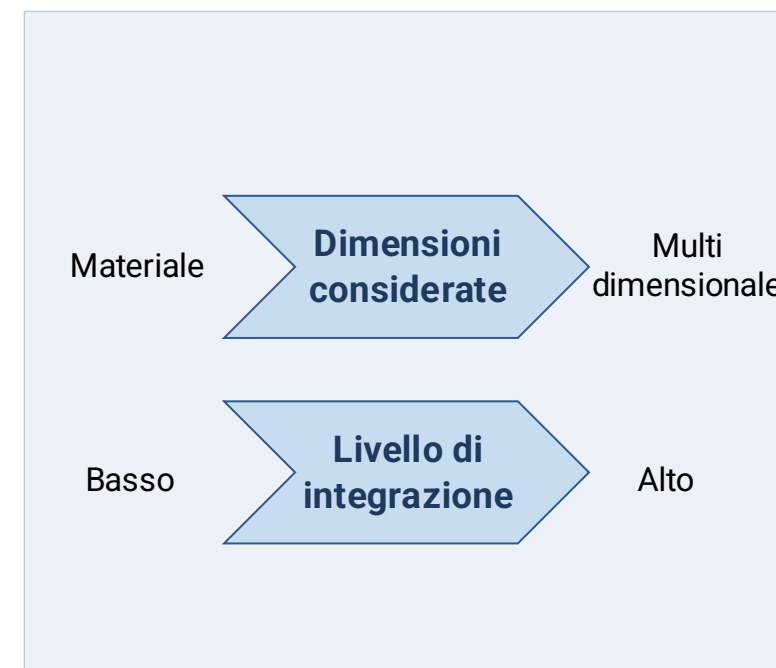 Materiale
Dimensioni
considerate
Multi
dimensionale
Basso
Livello di
integrazione
Alto